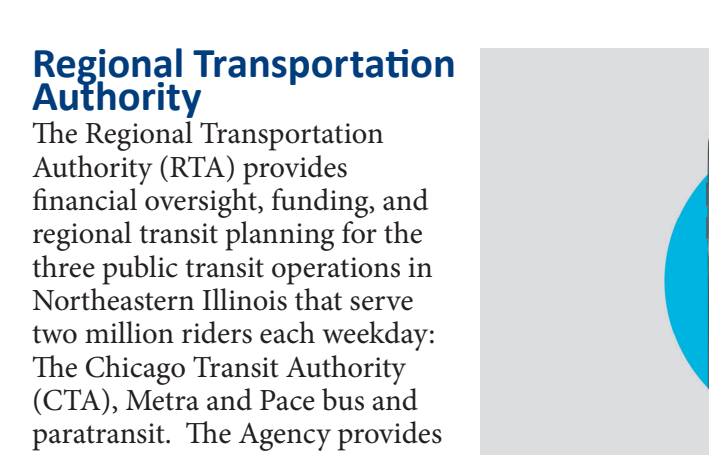 Regional Transportation
Authority
The Regional Transportation
Authority (RTA) provides
financial oversight, funding, and
regional transit planning for the
three public transit operations in
Northeastern Illinois that serve
two million riders each weekday:
The Chicago Transit Authority
(CTA), Metra and Pace bus and
paratransit.  The Agency provides